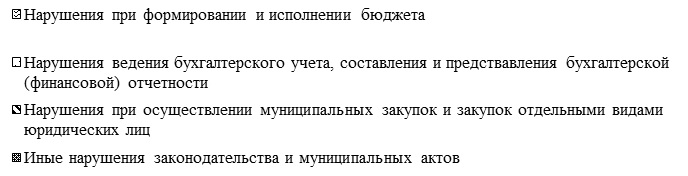 Нарушения при формировании и исполнении бюджета
Нарушения ведения бухгалтерского учета, составления и предствавления бухгалтерской
(финансовой) отчетности
Нарушения при осуществлении муниципальных закупок и закупок отдельными видами
юридических лиц
Иные нарушения законодательства и муниципальных актов